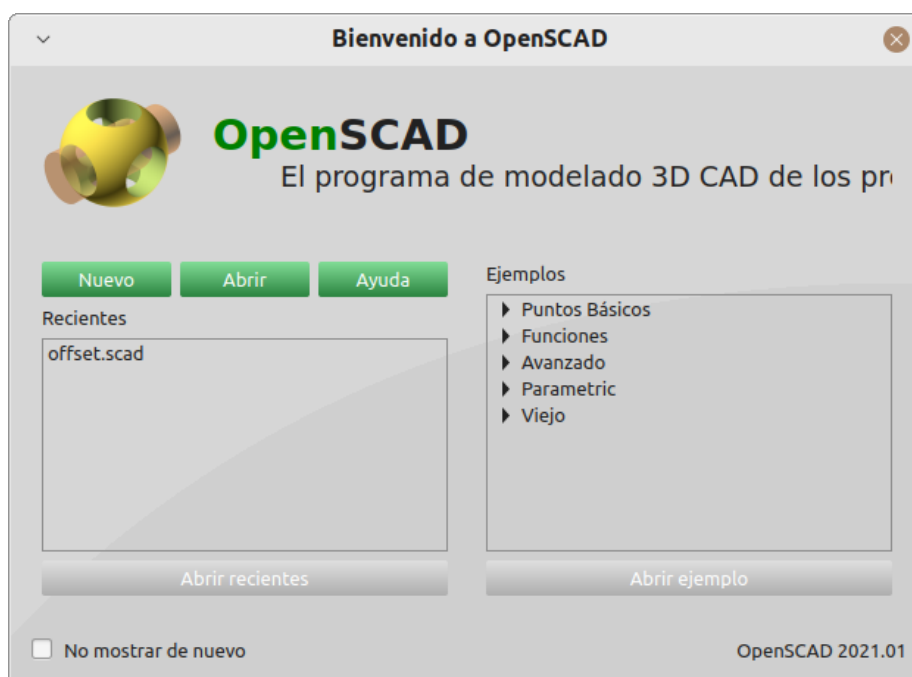 Bienvenido a OpenSCAD
OpenSCAD
El programa de modelado 3D CAD de los
Nuevo
Abrir
Ayuda
Recientes
offset.scad
Abrir recientes
Ejemplos
Puntos Básicos
Funciones
Avanzado
Parametric
Viejo
Abrir ejemplo
No mostrar de nuevo
OpenSCAD 2021.01